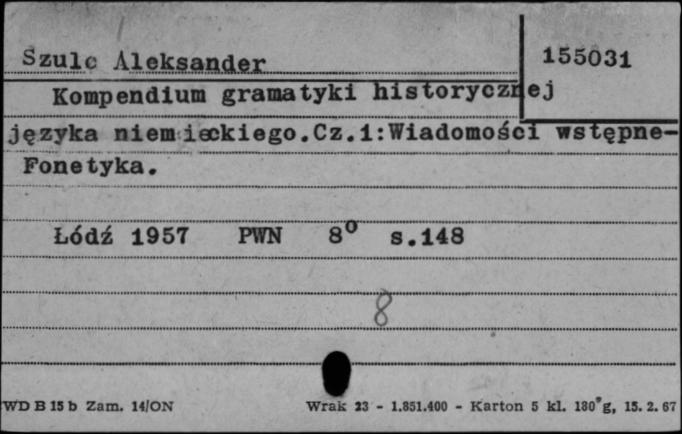 Szulc Aleksander 155031
Kompendium gramatyki historycznej
języka niemieckiego.Cz.1:Wiadomości wstępne-
Fonetyka.
Łódź 1957 PWN 8° s.148
8
WD B 15 b Zam. 14/ON Wrak 23 - 1.851.400 - Karton 5 kl. 180°g, 15. 2. 67